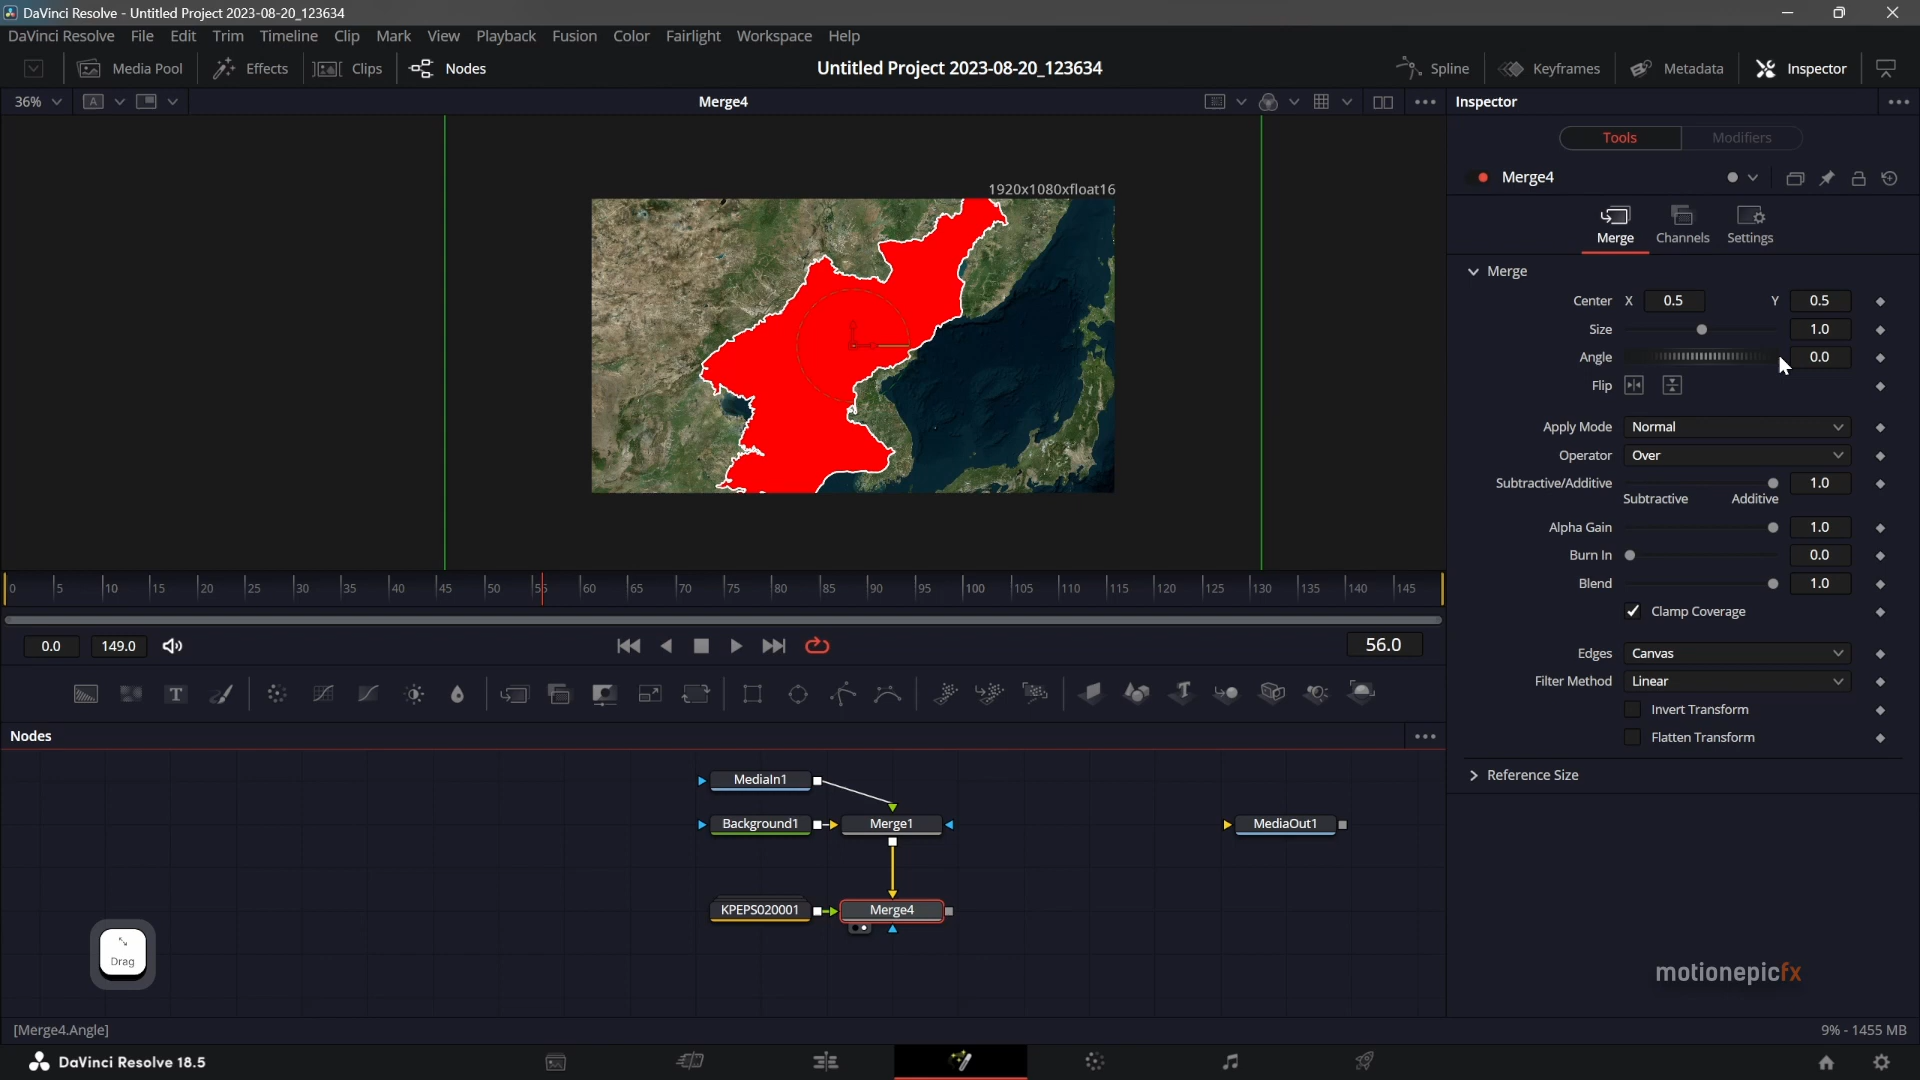 DaVinci Resolve - Untitled Project 2023-08-20_123634
DaVinci Resolve File Edit Trim Timeline Clip Mark View Playback Fusion Color Fairlight Workspace Help
Media Pool Effects Clips Nodes Untitled Project 2023-08-20_123634 Spline Keyframes Metadata Inspector
36% A Merge4 Inspector
Tools Modifiers
Merge4
1920x1080xfloat16
Merge Channels Settings
Merge
Center X 0.5 Y 0.5
Size 1.0
Angle 0.0
Flip
Apply Mode Normal
Operator Over
Subtractive/Additive 1.0
Subtractive Additive
Alpha Gain 1.0
Burn In 0.0
Blend 1.0
Clamp Coverage
Edges Canvas
Filter Method Linear
Invert Transform
Flatten Transform
Reference Size
0 5 10 15 20 25 30 35 40 45 50 55 60 65 70 75 80 85 90 95 100 105 110 115 120 125 130 135 140 145
0.0 149.0 56.0
T
Nodes
MediaIn1
Background1 Merge1 MediaOut1
KPEPS020001 Merge4
Drag
motionepicfx
[Merge4.Angle] 9% - 1455 MB
DaVinci Resolve 18.5